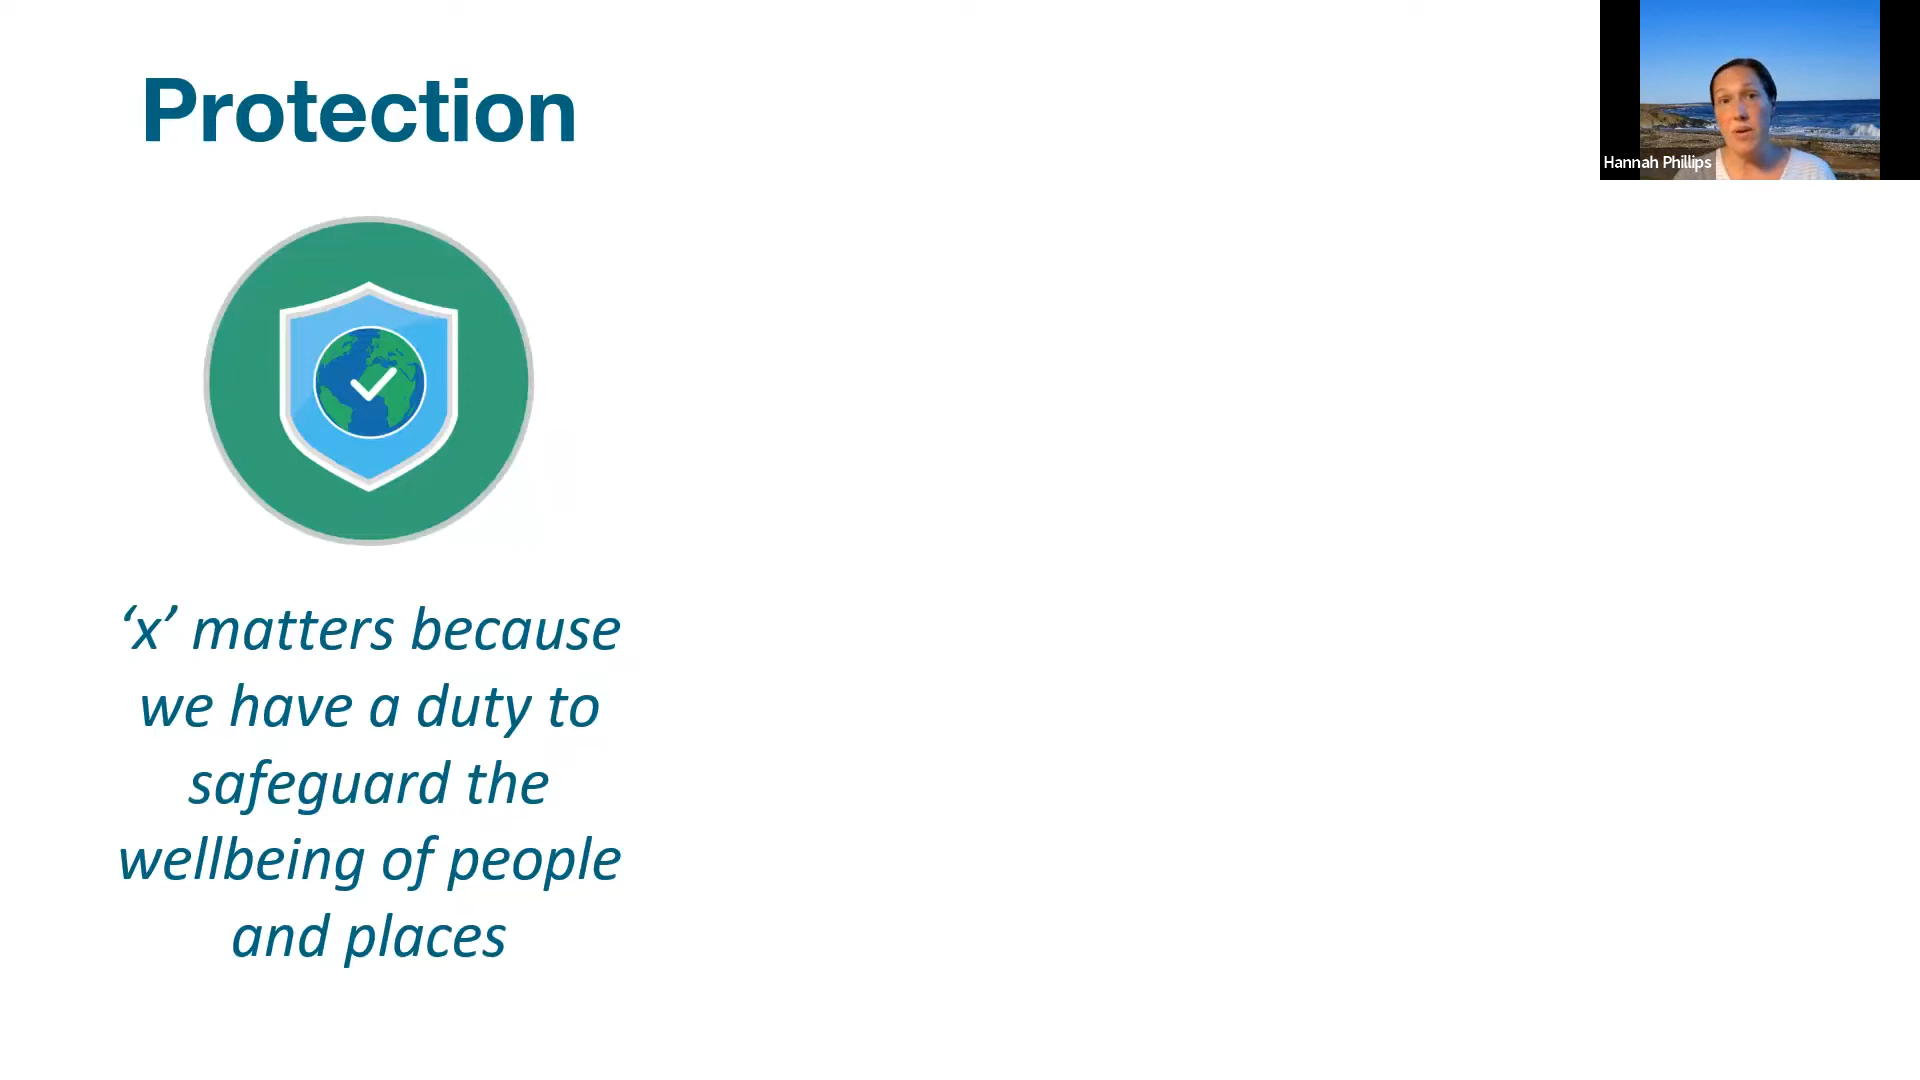 Protection
Hannah Phillips
‘x’ matters because
we have a duty to
safeguard the
wellbeing of people
and places